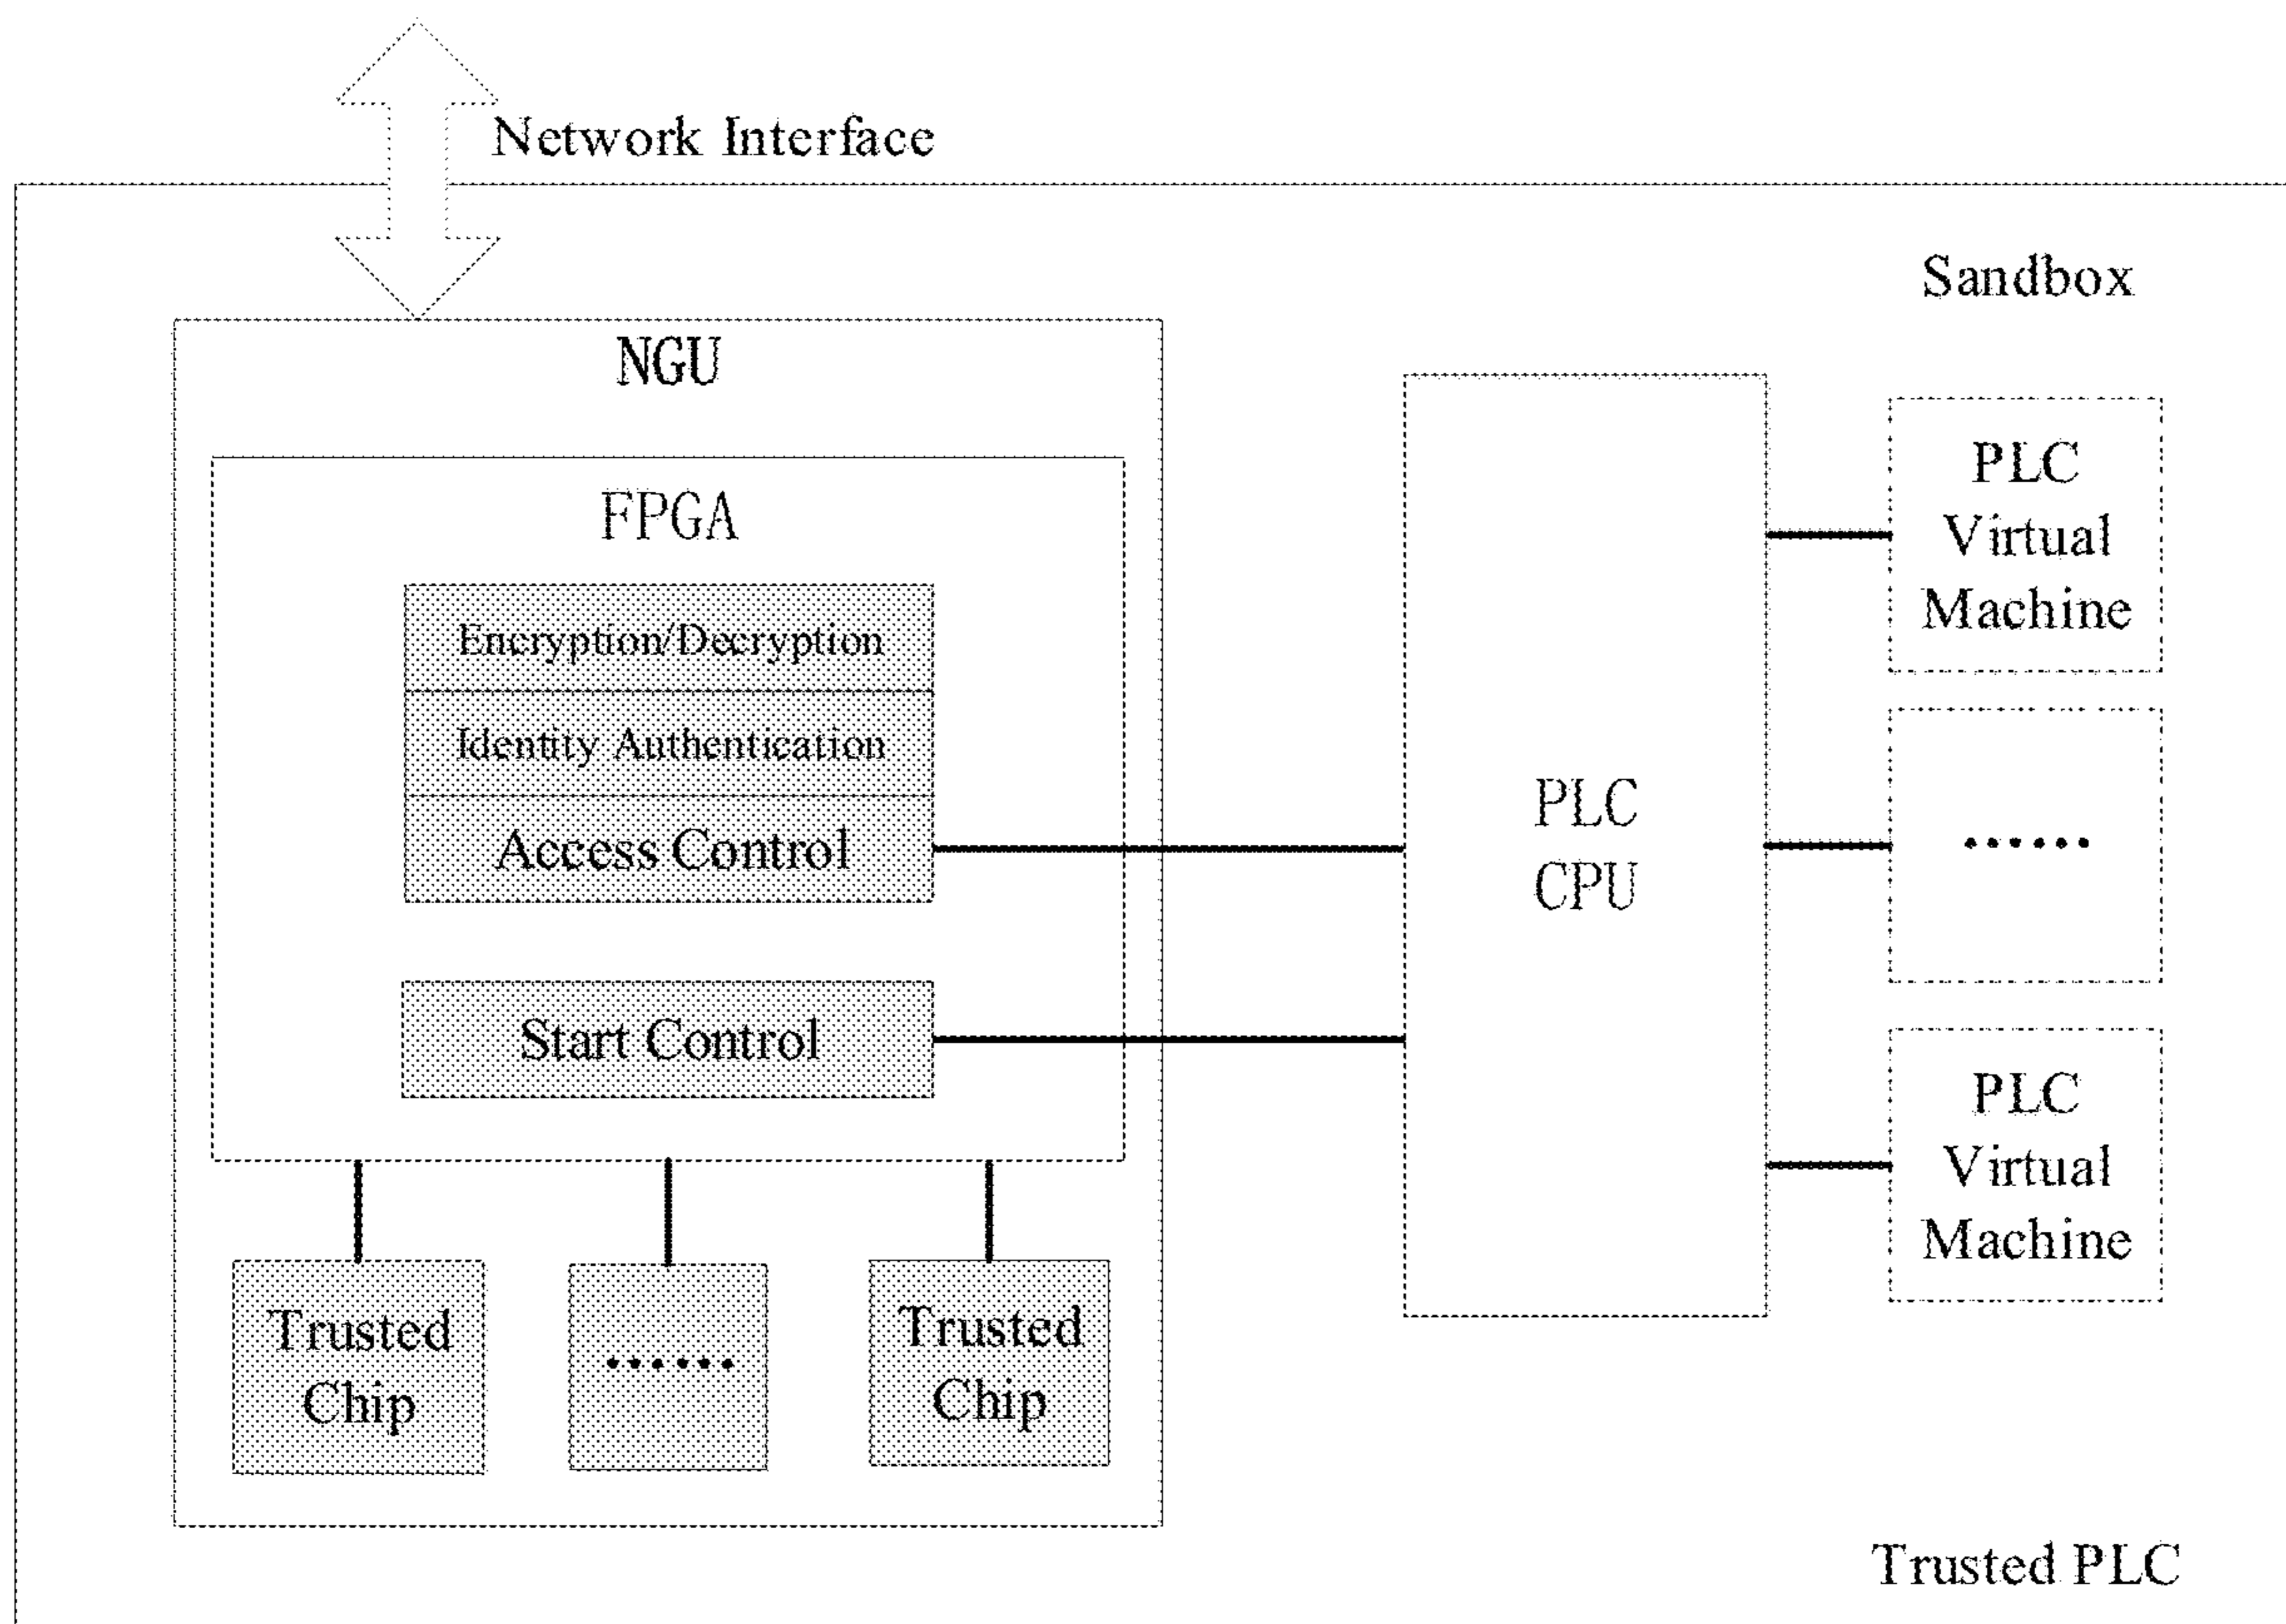 Network Interface
Sandbox
NGU
FPGA
Encryption/Decryption
Identity Authentication
Access Control
Start Control
Trusted
Chip
······
Trusted
Chip
PLC
CPU
PLC
Virtual
Machine
······
PLC
Virtual
Machine
Trusted PLC